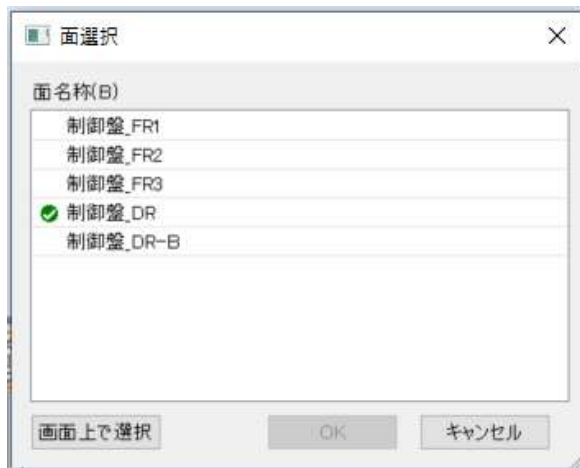 面選択
面名称(B)
制御盤_FR1
制御盤_FR2
制御盤_FR3
制御盤_DR
制御盤_DR-B
画面上で選択
OK
キャンセル